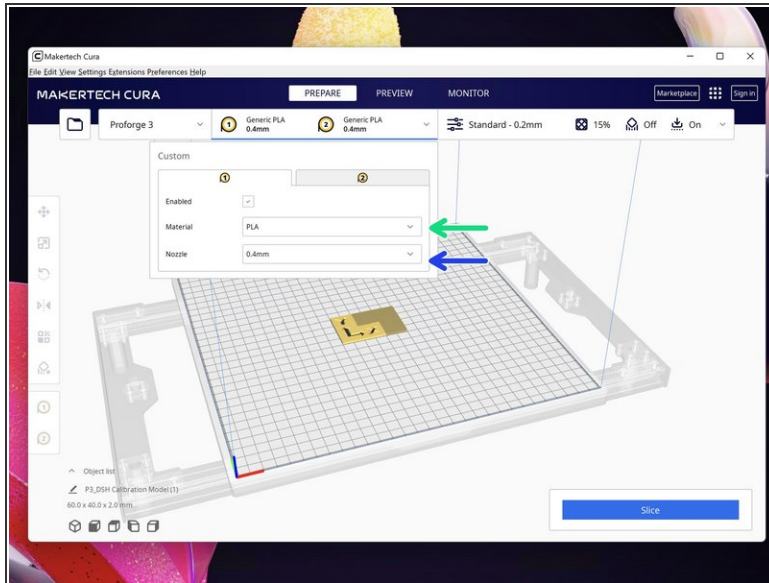 Makertech Cura
File Edit View Settings Extensions Preferences Help
MAKERTECH CURA
PREPARE
PREVIEW
MONITOR
Marketplace
Sign in
Proforge 3
1
Generic PLA
0.4mm
2
Generic PLA
0.4mm
Standard - 0.2mm
15%
Off
On
Custom
1
2
Enabled
Material
PLA
Nozzle
0.4mm
1
2
Object list
P3_DSH Calibration Model(1)
60.0 x 40.0 x 2.0 mm
Slice